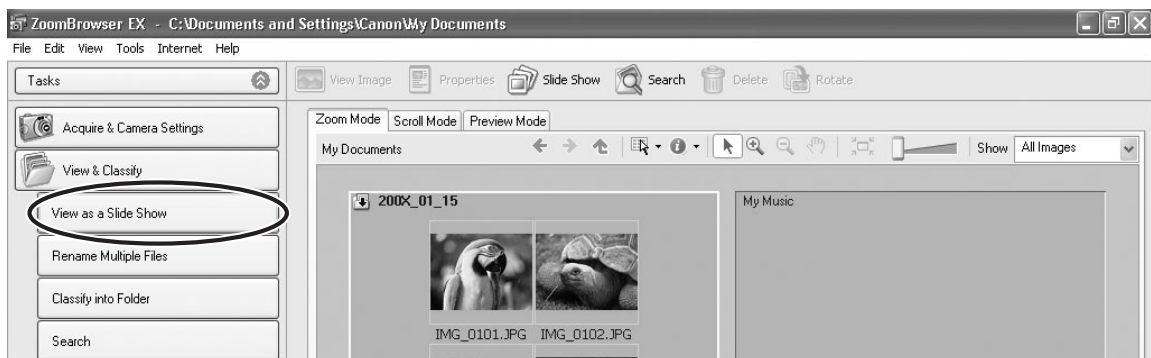 ZoomBrowser EX - C:\Documents and Settings\Canon\My Documents
File Edit View Tools Internet Help
Tasks
View Image Properties Slide Show Search Delete Rotate
Acquire & Camera Settings
View & Classify
View as a Slide Show
Rename Multiple Files
Classify into Folder
Search
Zoom Mode Scroll Mode Preview Mode
My Documents
Show All Images
200X_01_15
My Music
IMG_0101.JPG IMG_0102.JPG